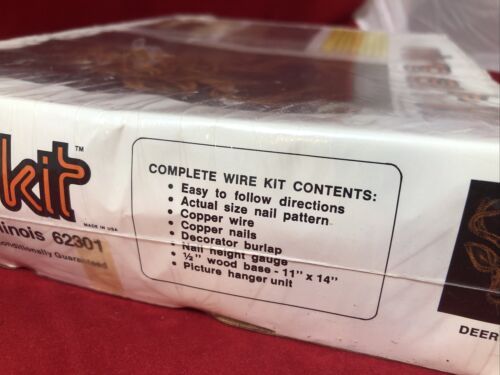 kit™
MADE IN USA
inois 62301
conditionally Guaranteed
COMPLETE WIRE KIT CONTENTS:
• Easy to follow directions
• Actual size nail pattern
• Copper wire
• Copper nails
• Decorator burlap
• Nail height gauge
• ½" wood base - 11" x 14"
• Picture hanger unit
DEER